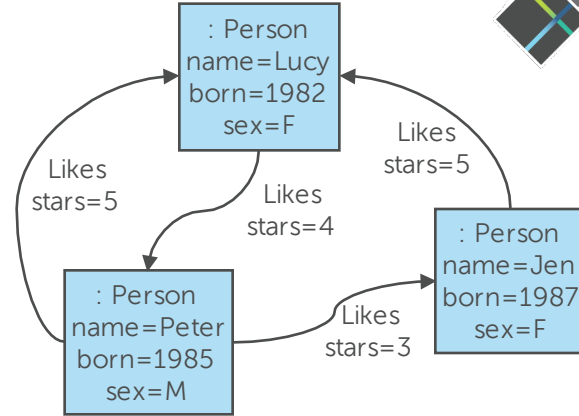 : Person
name=Lucy
born=1982
sex=F
Likes
stars=5
Likes
stars=4
Likes
stars=5
: Person
name=Peter
born=1985
sex=M
Likes
stars=3
: Person
name=Jen
born=1987
sex=F